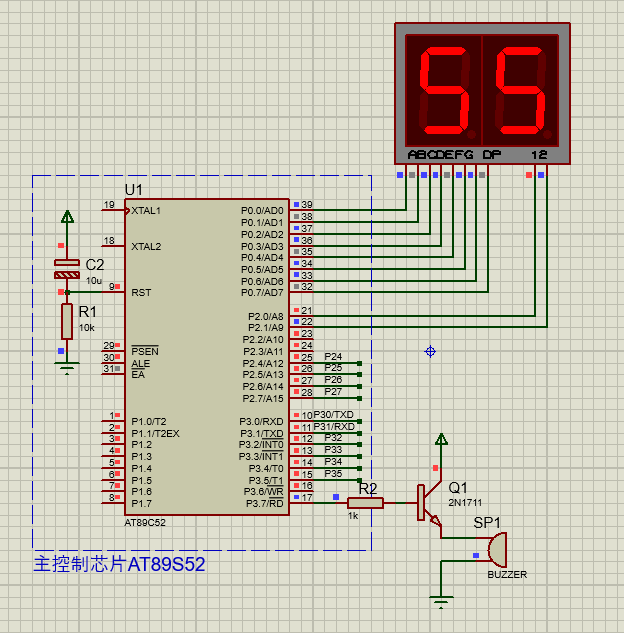 55
ABCDEFG DP 12
U1
19 XTAL1
18 XTAL2
9 RST
29 PSEN
30 ALE
31 EA
1 P1.0/T2
2 P1.1/T2EX
3 P1.2
4 P1.3
5 P1.4
6 P1.5
7 P1.6
8 P1.7
P0.0/AD0 39
P0.1/AD1 38
P0.2/AD2 37
P0.3/AD3 36
P0.4/AD4 35
P0.5/AD5 34
P0.6/AD6 33
P0.7/AD7 32
P2.0/A8 21
P2.1/A9 22
P2.2/A10 23
P2.3/A11 24
P2.4/A12 25 P24
P2.5/A13 26 P25
P2.6/A14 27 P26
P2.7/A15 28 P27
P3.0/RXD 10 P30/TXD
P3.1/TXD 11 P31/RXD
P3.2/INT0 12 P32
P3.3/INT1 13 P33
P3.4/T0 14 P34
P3.5/T1 15 P35
P3.6/WR 16
P3.7/RD 17
AT89C52
C2
10u
R1
10k
R2
1k
Q1
2N1711
SP1
BUZZER
主控制芯片AT89S52